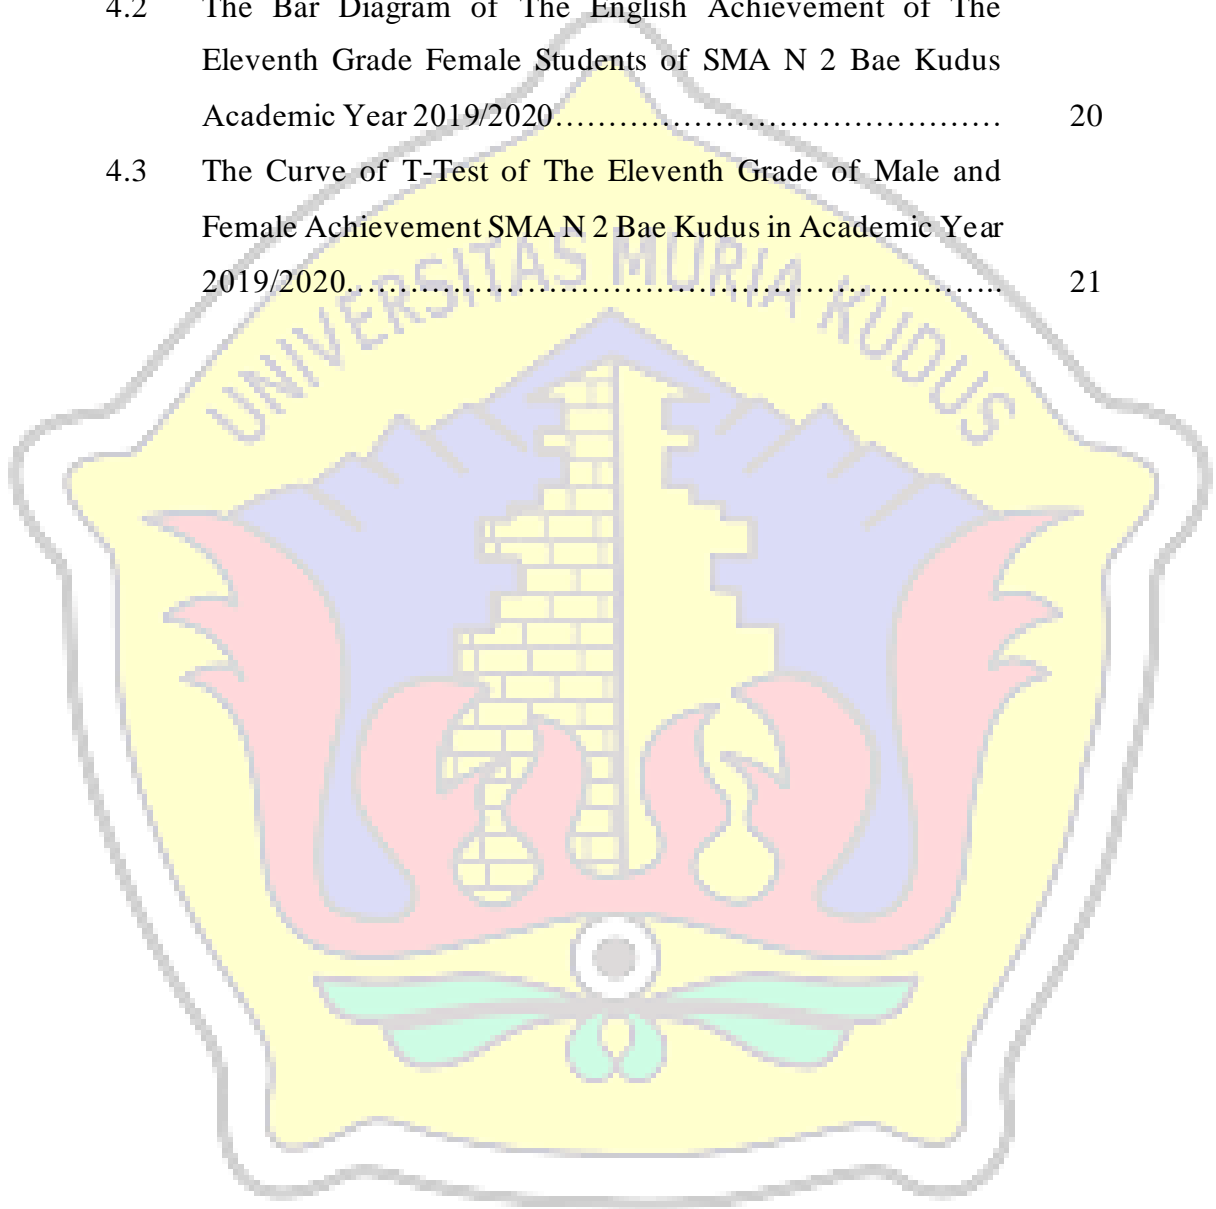 4.2 The Bar Diagram of The English Achievement of The
Eleventh Grade Female Students of SMA N 2 Bae Kudus
Academic Year 2019/2020…………………………………… 20
4.3 The Curve of T-Test of The Eleventh Grade of Male and
Female Achievement SMA N 2 Bae Kudus in Academic Year
2019/2020…………………………………………………….. 21
UNIVERSITAS MURIA KUDUS